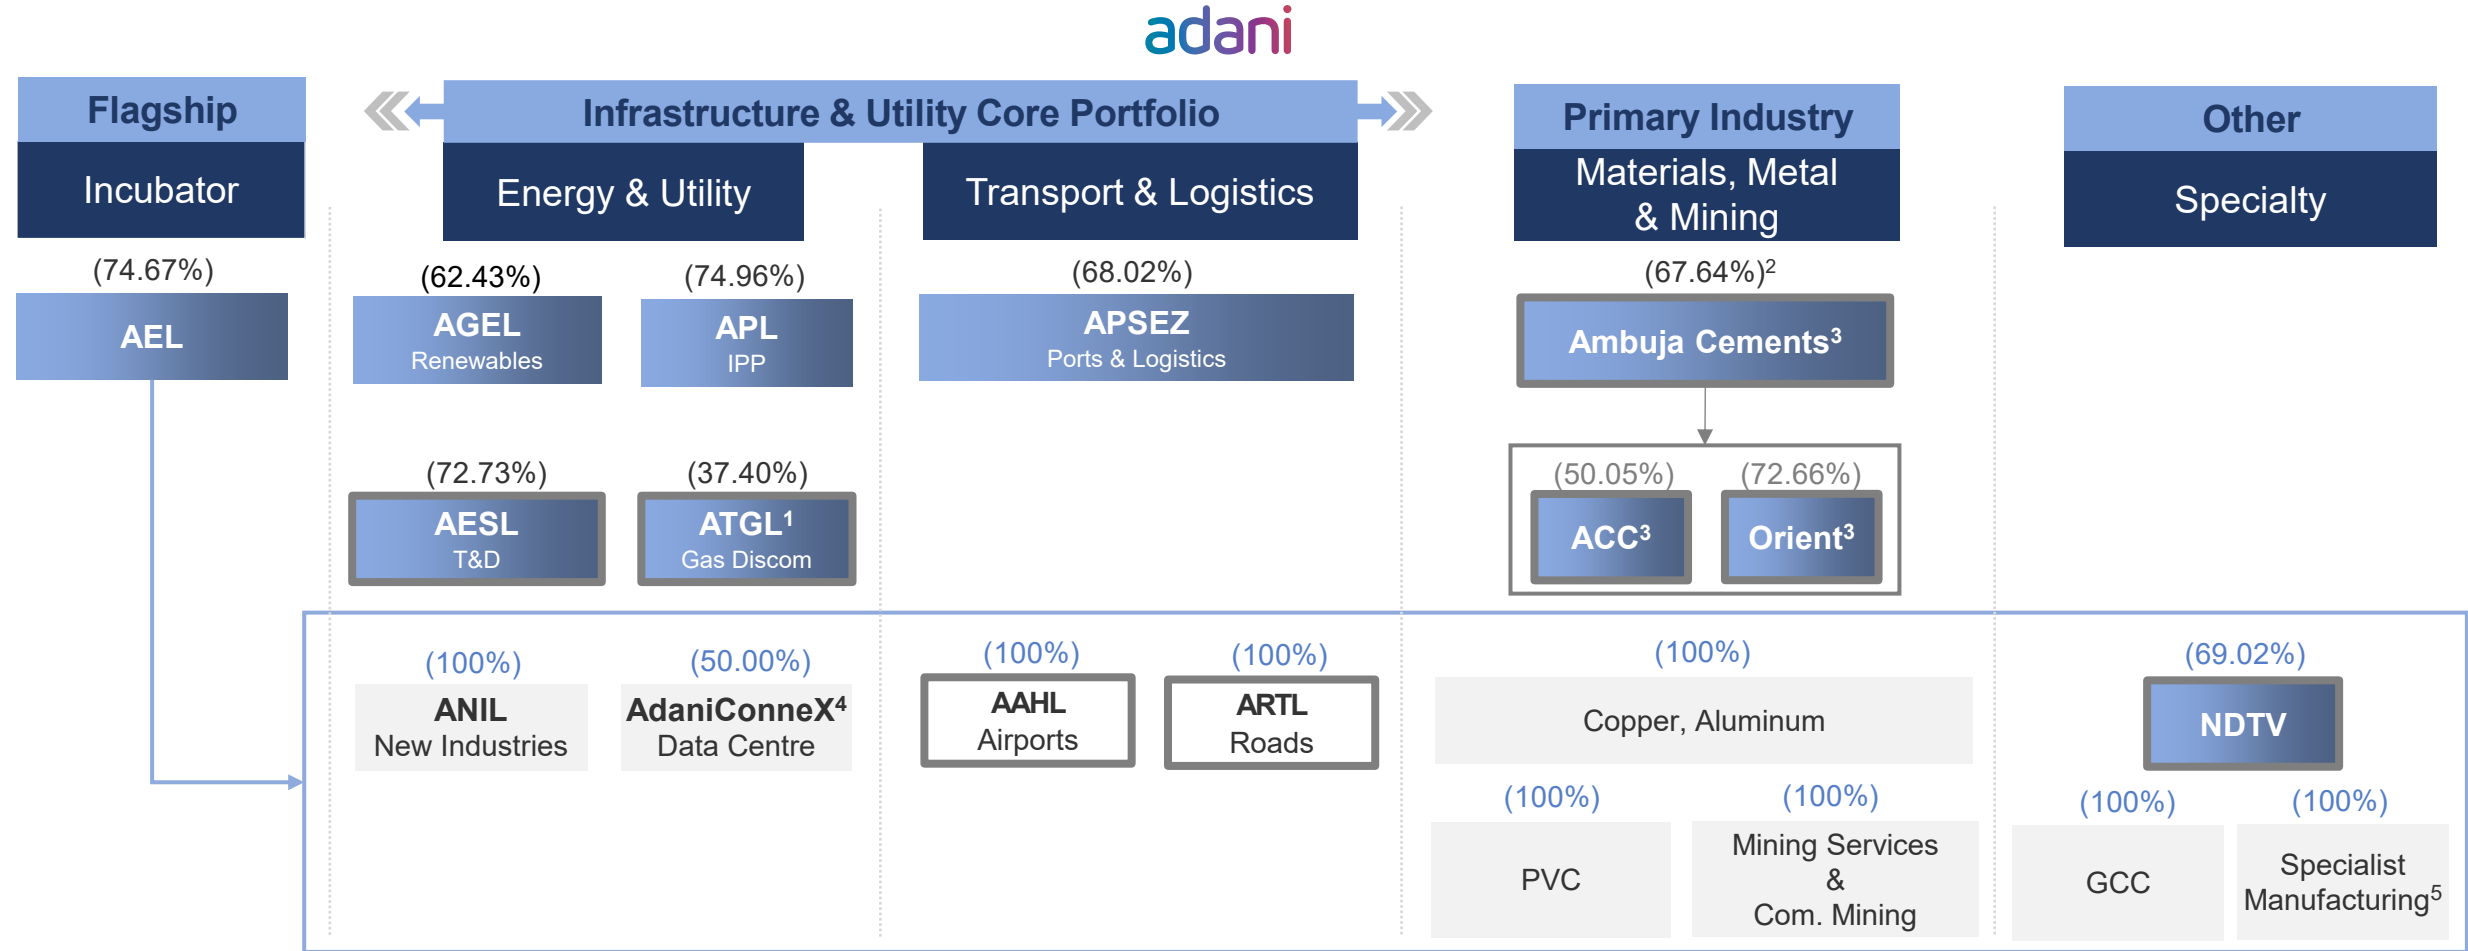 adani
Flagship
Incubator
(74.67%)
AEL
Infrastructure & Utility Core Portfolio
Energy & Utility
(62.43%)
AGEL
Renewables
(74.96%)
APL
IPP
(72.73%)
AESL
T&D
(37.40%)
ATGL¹
Gas Discom
Transport & Logistics
(68.02%)
APSEZ
Ports & Logistics
Primary Industry
Materials, Metal
& Mining
(67.64%)²
Ambuja Cements³
(50.05%)
ACC³
(72.66%)
Orient³
Other
Specialty
(100%)
ANIL
New Industries
(50.00%)
AdaniConneX⁴
Data Centre
(100%)
AAHL
Airports
(100%)
ARTL
Roads
(100%)
Copper, Aluminum
(100%)
PVC
(100%)
Mining Services
&
Com. Mining
(69.02%)
NDTV
(100%)
GCC
(100%)
Specialist
Manufacturing⁵